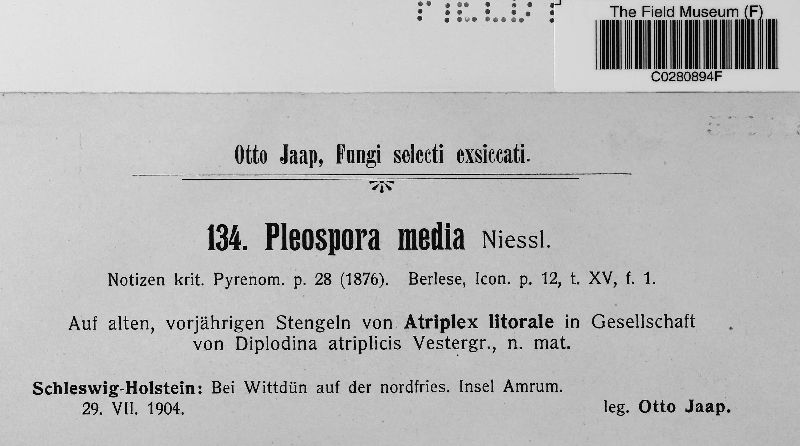 FIELD
The Field Museum (F)
C0280894F
Otto Jaap, Fungi selecti exsiccati.
134. Pleospora media Niessl.
Notizen krit. Pyrenom. p. 28 (1876). Berlese, Icon. p. 12, t. XV, f. 1.
Auf alten, vorjährigen Stengeln von Atriplex litorale in Gesellschaft
von Diplodina atriplicis Vestergr., n. mat.
Schleswig-Holstein: Bei Wittdün auf der nordfries. Insel Amrum.
29. VII. 1904. leg. Otto Jaap.